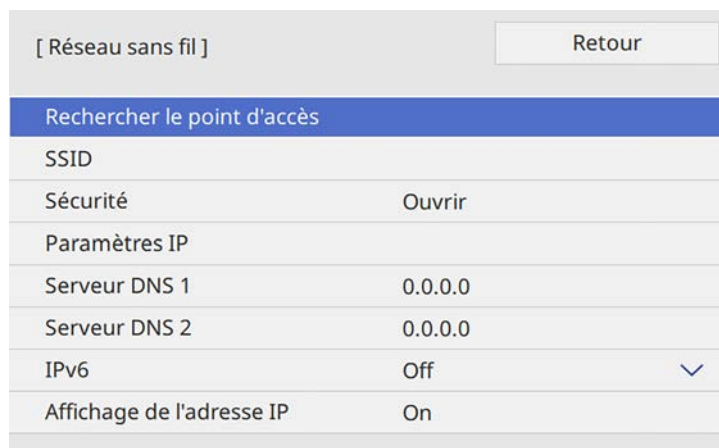 [ Réseau sans fil ]
Retour
Rechercher le point d'accès
SSID
Sécurité Ouvrir
Paramètres IP
Serveur DNS 1 0.0.0.0
Serveur DNS 2 0.0.0.0
IPv6 Off
Affichage de l'adresse IP On